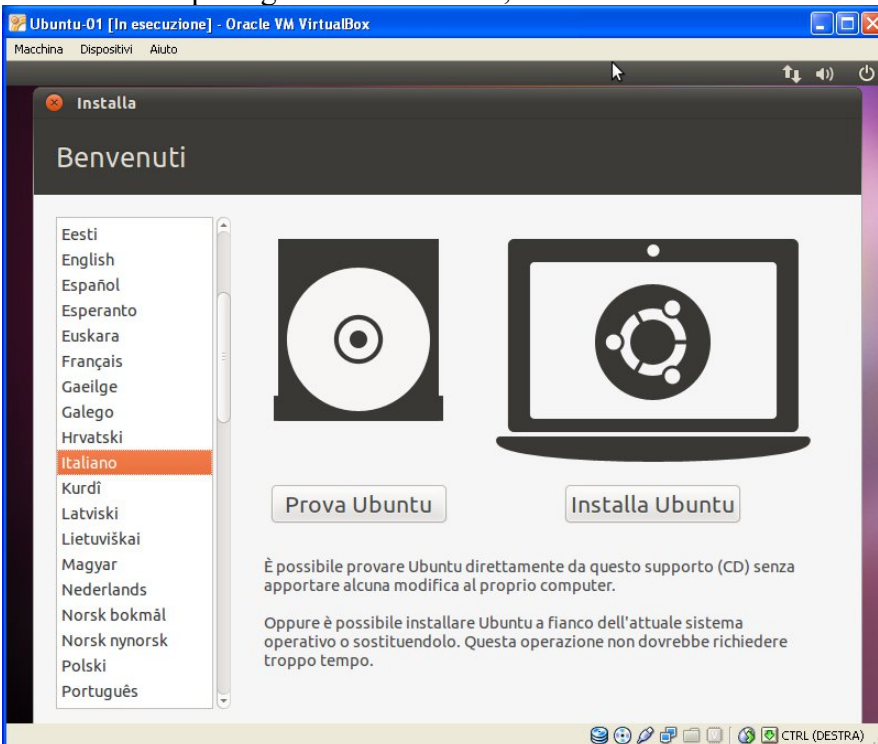 Ubuntu-01 [In esecuzione] - Oracle VM VirtualBox
Macchina Dispositivi Aiuto
Installa
Benvenuti
Eesti
English
Español
Esperanto
Euskara
Français
Gaeilge
Galego
Hrvatski
Italiano
Kurdî
Latviski
Lietuviškai
Magyar
Nederlands
Norsk bokmål
Norsk nynorsk
Polski
Português
Prova Ubuntu
Installa Ubuntu
È possibile provare Ubuntu direttamente da questo supporto (CD) senza
apportare alcuna modifica al proprio computer.
Oppure è possibile installare Ubuntu a fianco dell'attuale sistema
operativo o sostituendolo. Questa operazione non dovrebbe richiedere
troppo tempo.
CTRL (DESTRA)